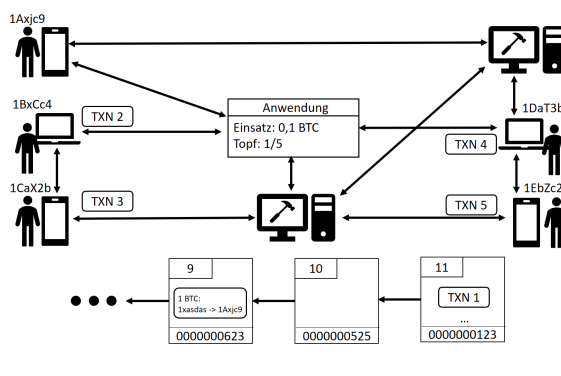 1Axjc9
1BxCc4
TXN 2
Anwendung
Einsatz: 0,1 BTC
Topf: 1/5
1DaT3b
TXN 4
1CaX2b
TXN 3
TXN 5
1EbZc2
9
1 BTC:
1xasdas -> 1Axjc9
0000000623
10
0000000525
11
TXN 1
...
0000000123